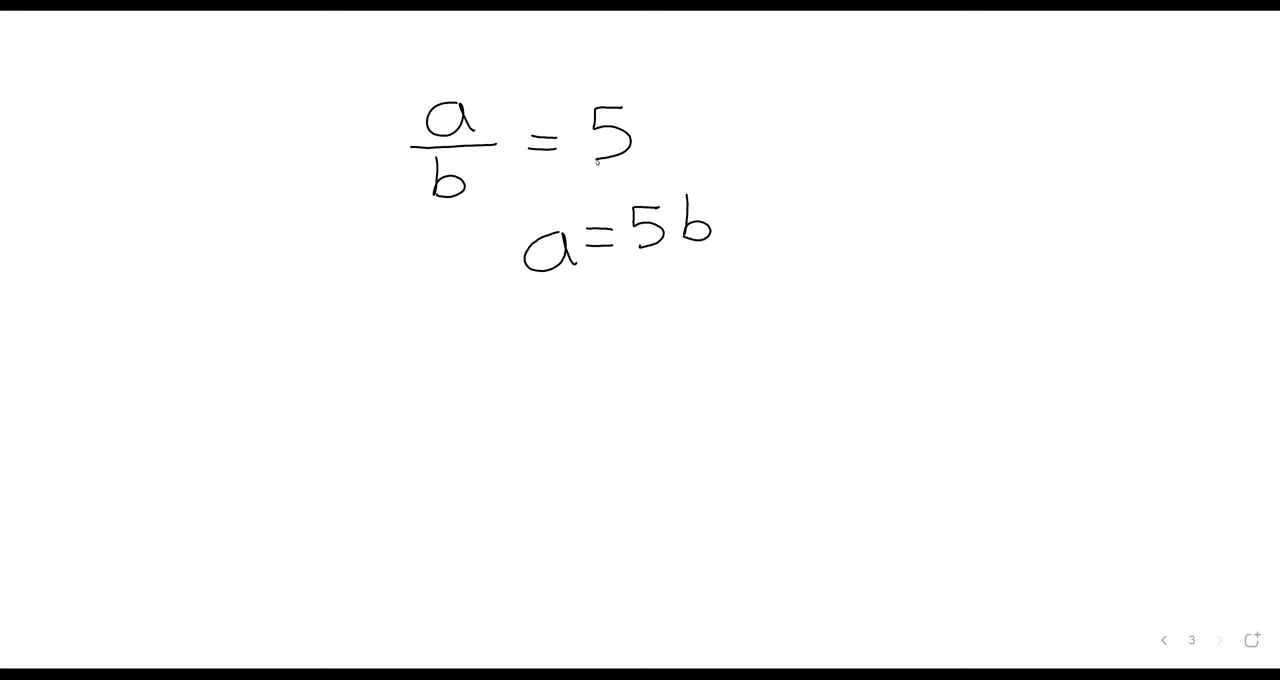 a/b = 5
a = 5b
3